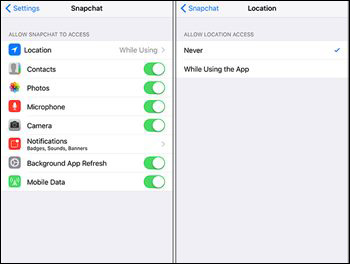 Settings
Snapchat
ALLOW SNAPCHAT TO ACCESS
Location While Using
Contacts
Photos
Microphone
Camera
Notifications
Badges, Sounds, Banners
Background App Refresh
Mobile Data
Snapchat
Location
ALLOW LOCATION ACCESS
Never
While Using the App